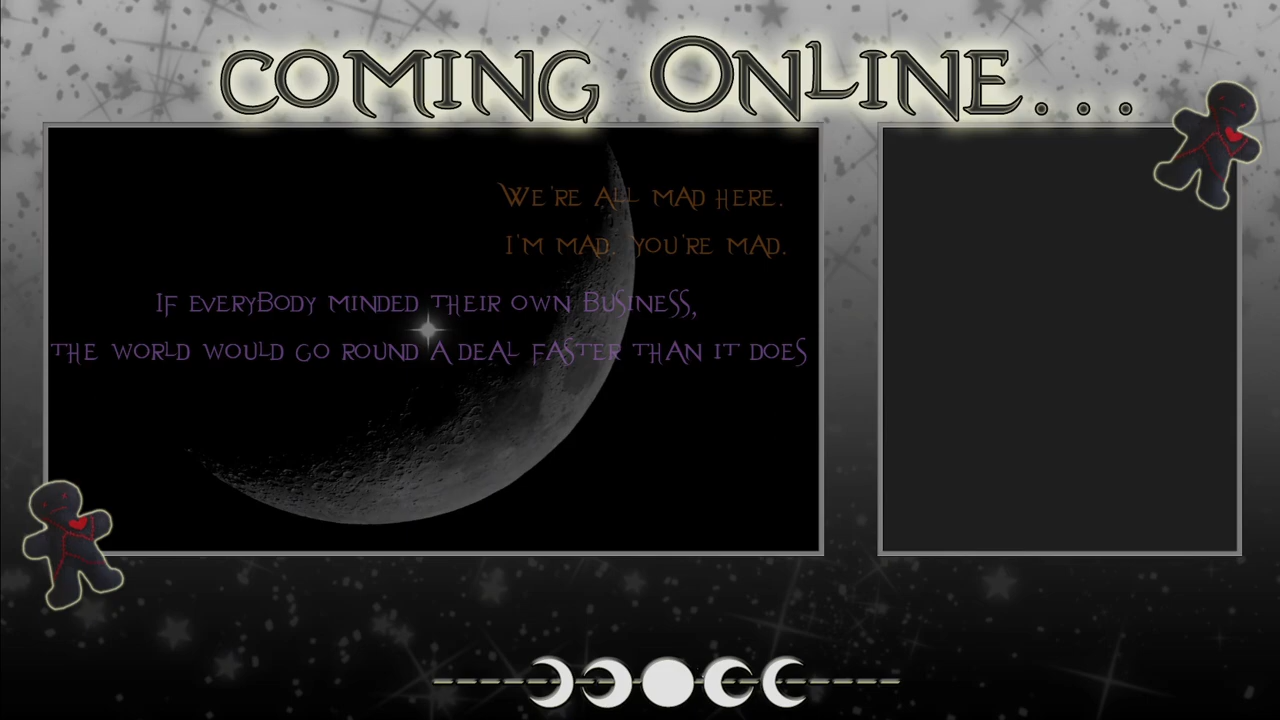 COMING ONLINE...
WE'RE ALL MAD HERE.
I'M MAD. YOU'RE MAD.
IF EVERYBODY MINDED THEIR OWN BUSINESS,
THE WORLD WOULD GO ROUND A DEAL FASTER THAN IT DOES